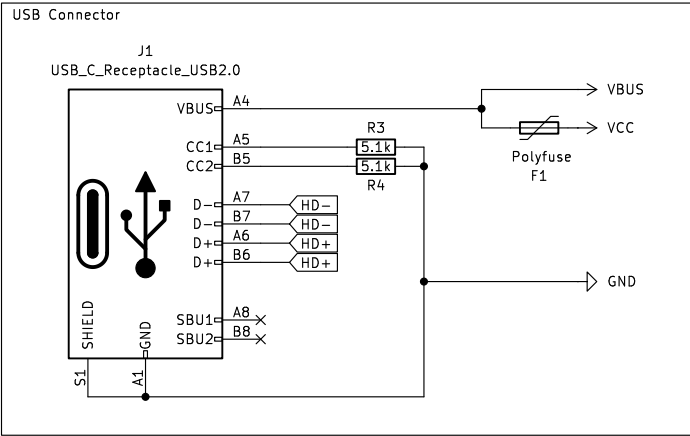 USB Connector
J1
USB_C_Receptacle_USB2.0
VBUS A4
VBUS
R3
CC1 A5
5.1k
VCC
CC2 B5
5.1k
R4
Polyfuse
F1
D- A7 HD-
D- B7 HD-
D+ A6 HD+
D+ B6 HD+
GND
SHIELD
GND
SBU1 A8
SBU2 B8
S1
A1